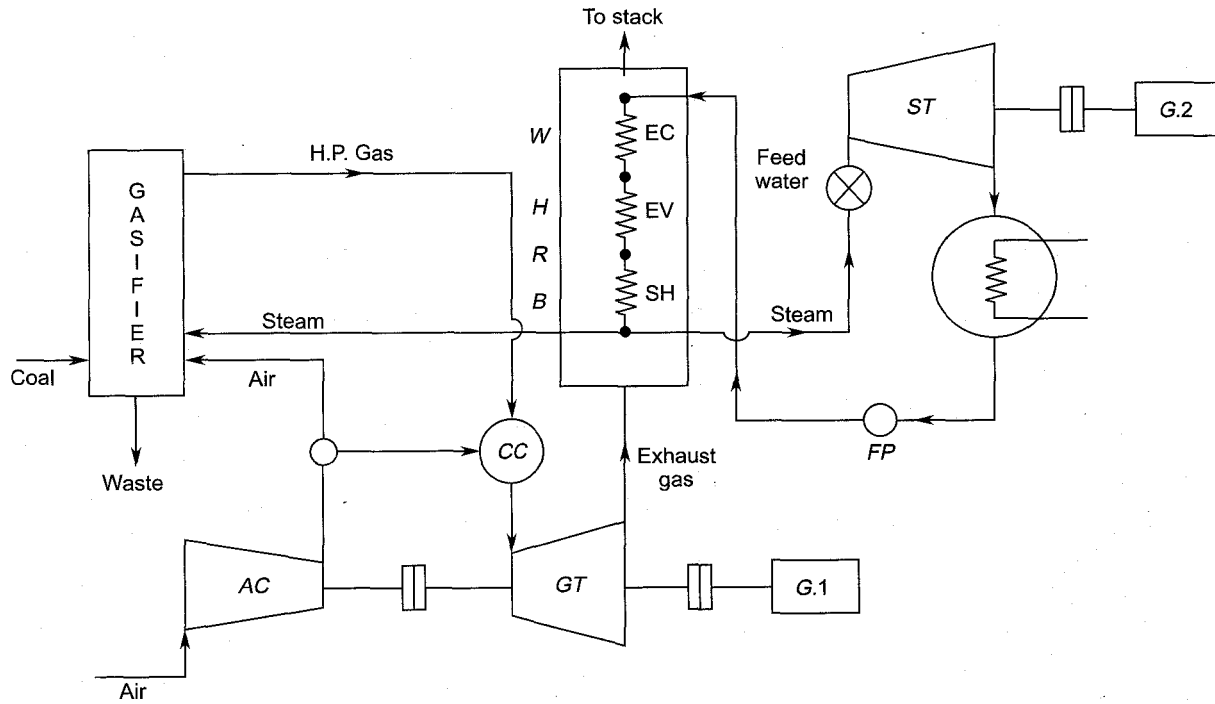 To stack
ST
G.2
W
EC
H.P. Gas
Feed
water
GASIFIER
H
EV
R
B
SH
Steam
Steam
Coal
Air
CC
Exhaust
gas
FP
Waste
AC
GT
G.1
Air